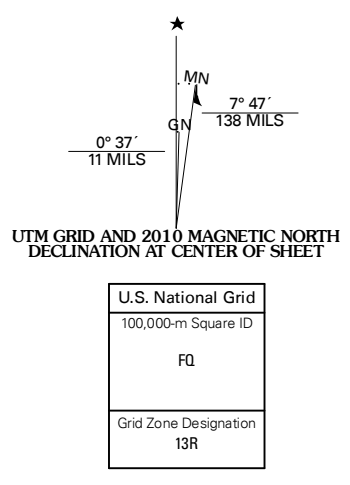 MN
7° 47´
138 MILS
GN
0° 37´
11 MILS
UTM GRID AND 2010 MAGNETIC NORTH
DECLINATION AT CENTER OF SHEET
U.S. National Grid
100,000-m Square ID
FQ
Grid Zone Designation
13R